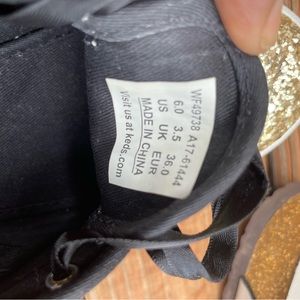 WF49738 A17-61444
6.0 3.5 36.0
US UK EUR
MADE IN CHINA
Visit us at keds.com